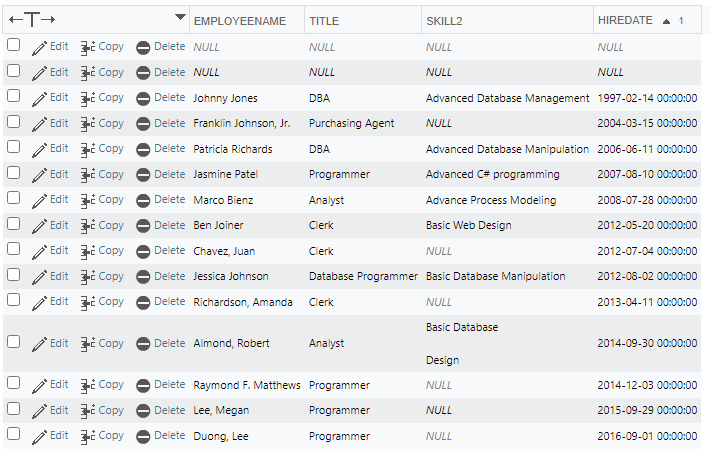 EMPLOYEENAME TITLE SKILL2 HIREDATE 1
Edit Copy Delete NULL NULL NULL NULL
Edit Copy Delete NULL NULL NULL NULL
Edit Copy Delete Johnny Jones DBA Advanced Database Management 1997-02-14 00:00:00
Edit Copy Delete Franklin Johnson, Jr. Purchasing Agent NULL 2004-03-15 00:00:00
Edit Copy Delete Patricia Richards DBA Advanced Database Manipulation 2006-06-11 00:00:00
Edit Copy Delete Jasmine Patel Programmer Advanced C# programming 2007-08-10 00:00:00
Edit Copy Delete Marco Bienz Analyst Advance Process Modeling 2008-07-28 00:00:00
Edit Copy Delete Ben Joiner Clerk Basic Web Design 2012-05-20 00:00:00
Edit Copy Delete Chavez, Juan Clerk NULL 2012-07-04 00:00:00
Edit Copy Delete Jessica Johnson Database Programmer Basic Database Manipulation 2012-08-02 00:00:00
Edit Copy Delete Richardson, Amanda Clerk NULL 2013-04-11 00:00:00
Basic Database
Edit Copy Delete Almond, Robert Analyst 2014-09-30 00:00:00
Design
Edit Copy Delete Raymond F. Matthews Programmer NULL 2014-12-03 00:00:00
Edit Copy Delete Lee, Megan Programmer NULL 2015-09-29 00:00:00
Edit Copy Delete Duong, Lee Programmer NULL 2016-09-01 00:00:00